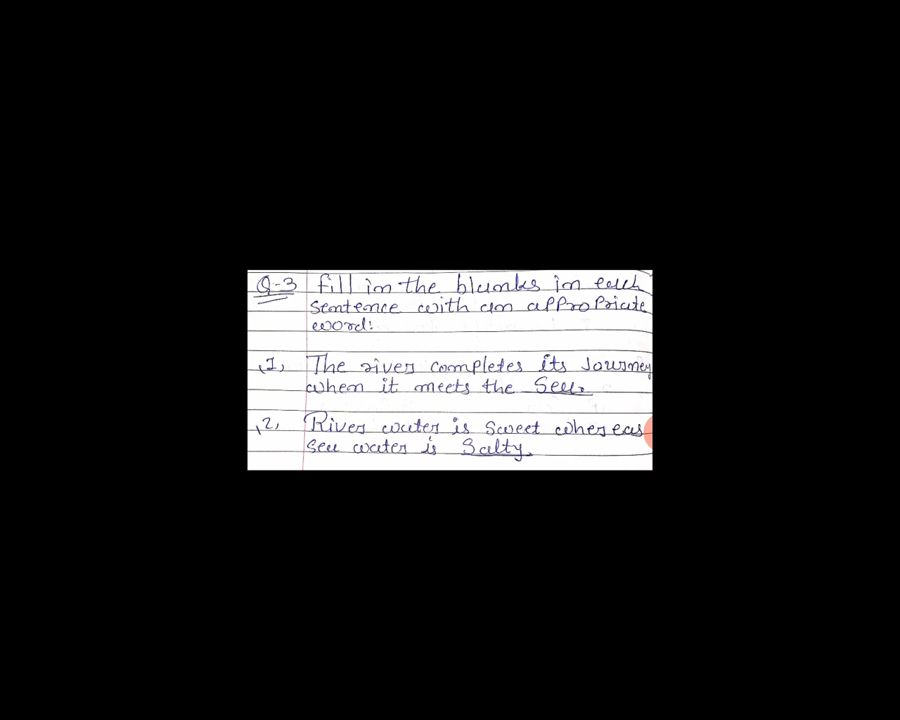 Q-3 fill in the blanks in each
sentence with an appropriate
word:
1, The river completes its Journey
when it meets the Sea.
2, River water is sweet whereas
sea water is Salty.